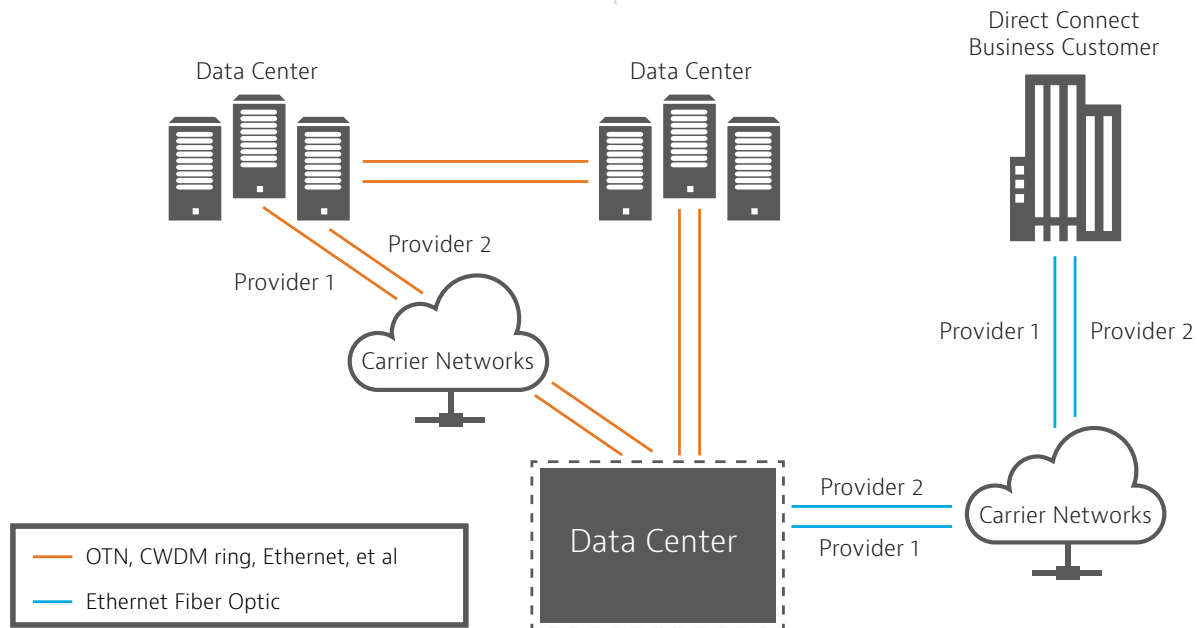 Direct Connect
Business Customer
Data Center
Data Center
Provider 2
Provider 1
Carrier Networks
Provider 1
Provider 2
Provider 2
Carrier Networks
Data Center
Provider 1
OTN, CWDM ring, Ethernet, et al
Ethernet Fiber Optic